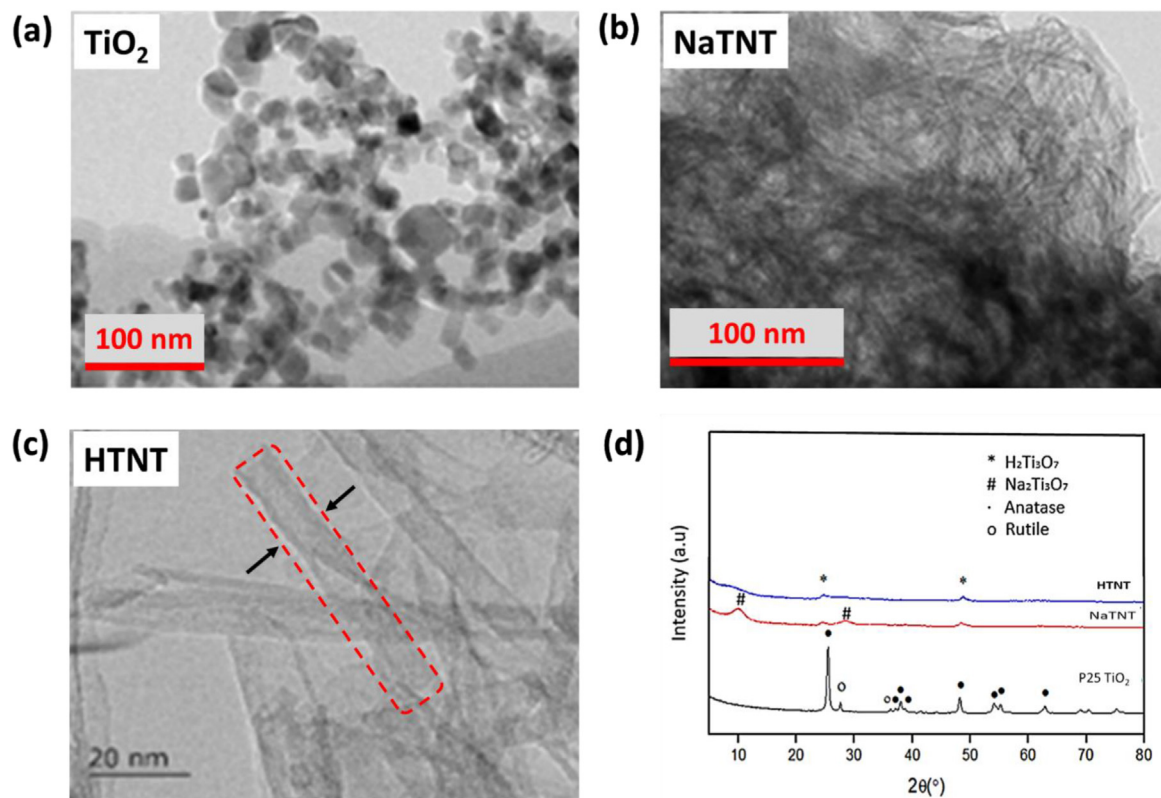 (a)
TiO₂
100 nm
(b)
NaTNT
100 nm
(c)
HTNT
20 nm
(d)
* H₂Ti₃O₇
# Na₂Ti₃O₇
· Anatase
o Rutile
Intensity (a.u)
* *
HTNT
# #
NaTNT
P25 TiO₂
10 20 30 40 50 60 70 80
2θ(°)